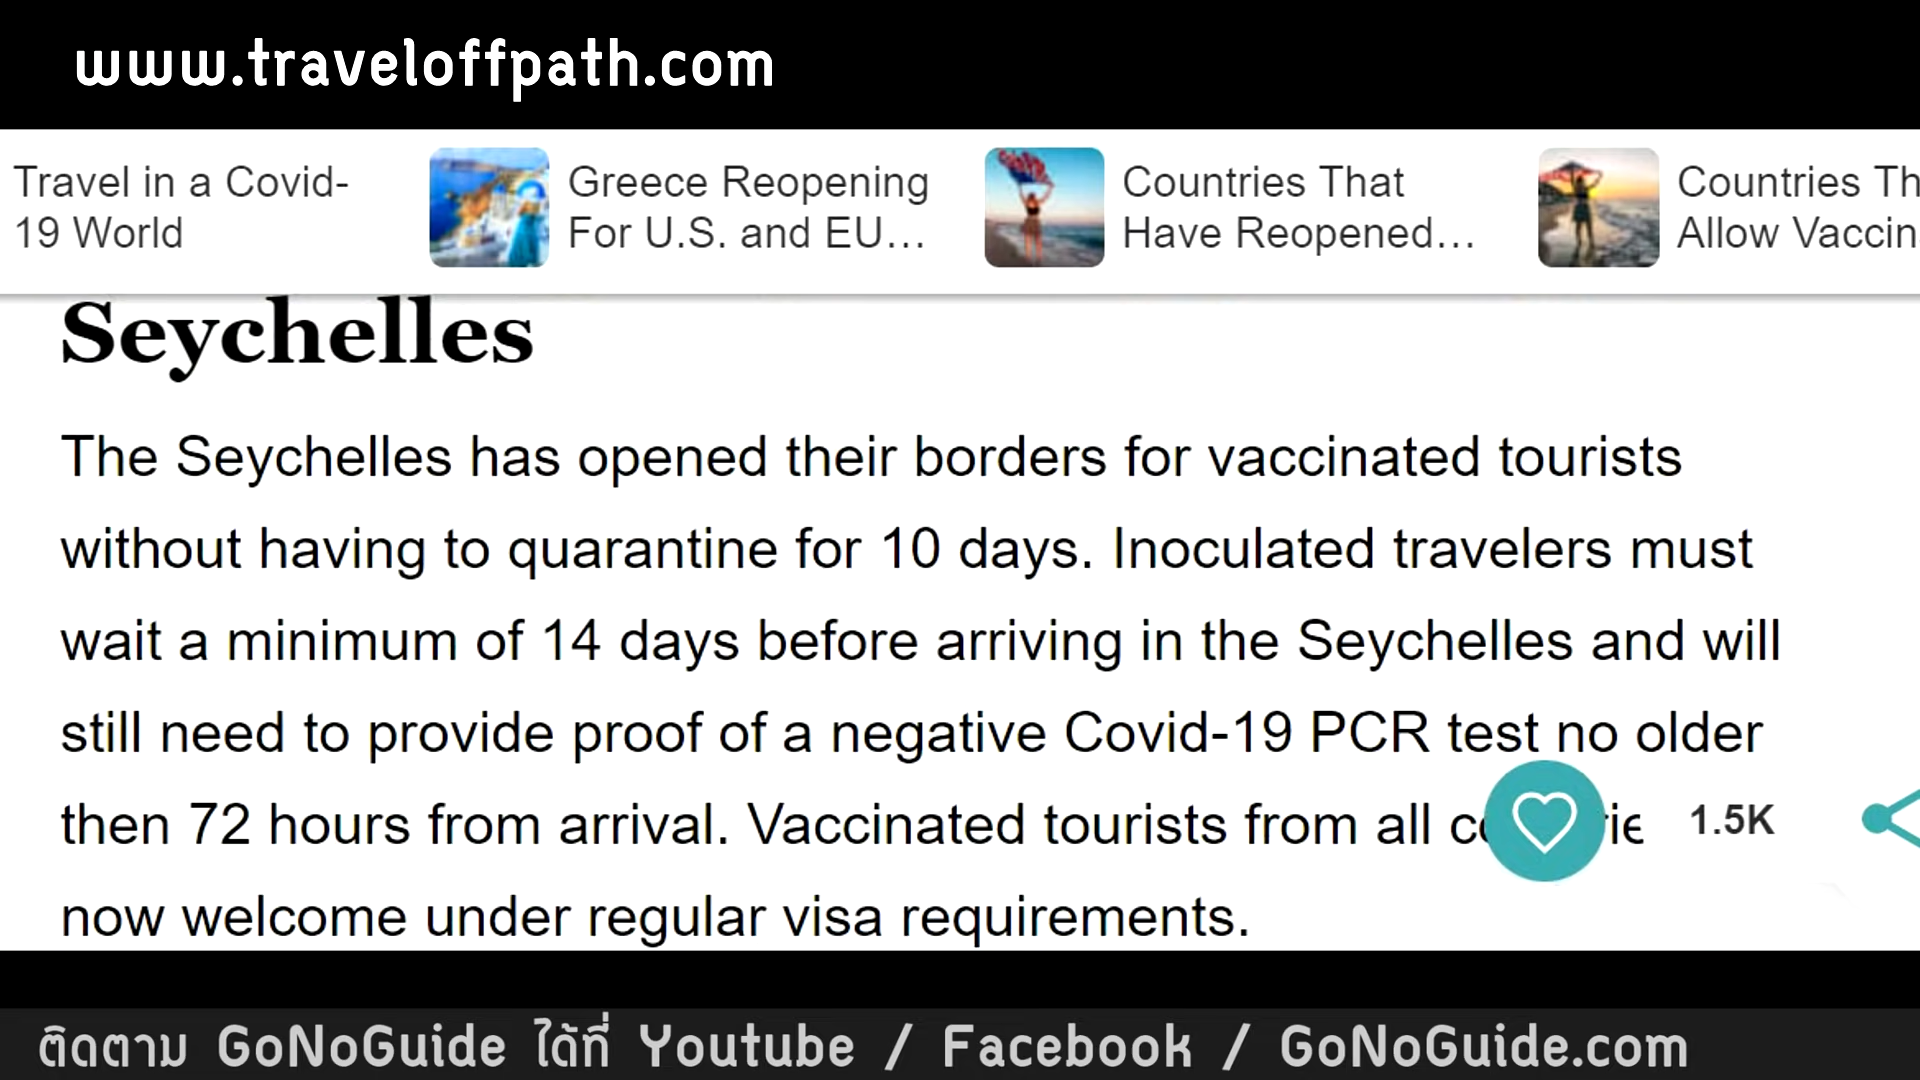 www.traveloffpath.com
Travel in a Covid-
19 World
Greece Reopening
For U.S. and EU...
Countries That
Have Reopened...
Countries Th
Allow Vaccin
Seychelles
The Seychelles has opened their borders for vaccinated tourists
without having to quarantine for 10 days. Inoculated travelers must
wait a minimum of 14 days before arriving in the Seychelles and will
still need to provide proof of a negative Covid-19 PCR test no older
then 72 hours from arrival. Vaccinated tourists from all
1.5K
now welcome under regular visa requirements.
ติดตาม GoNoGuide ได้ที่ Youtube / Facebook / GoNoGuide.com